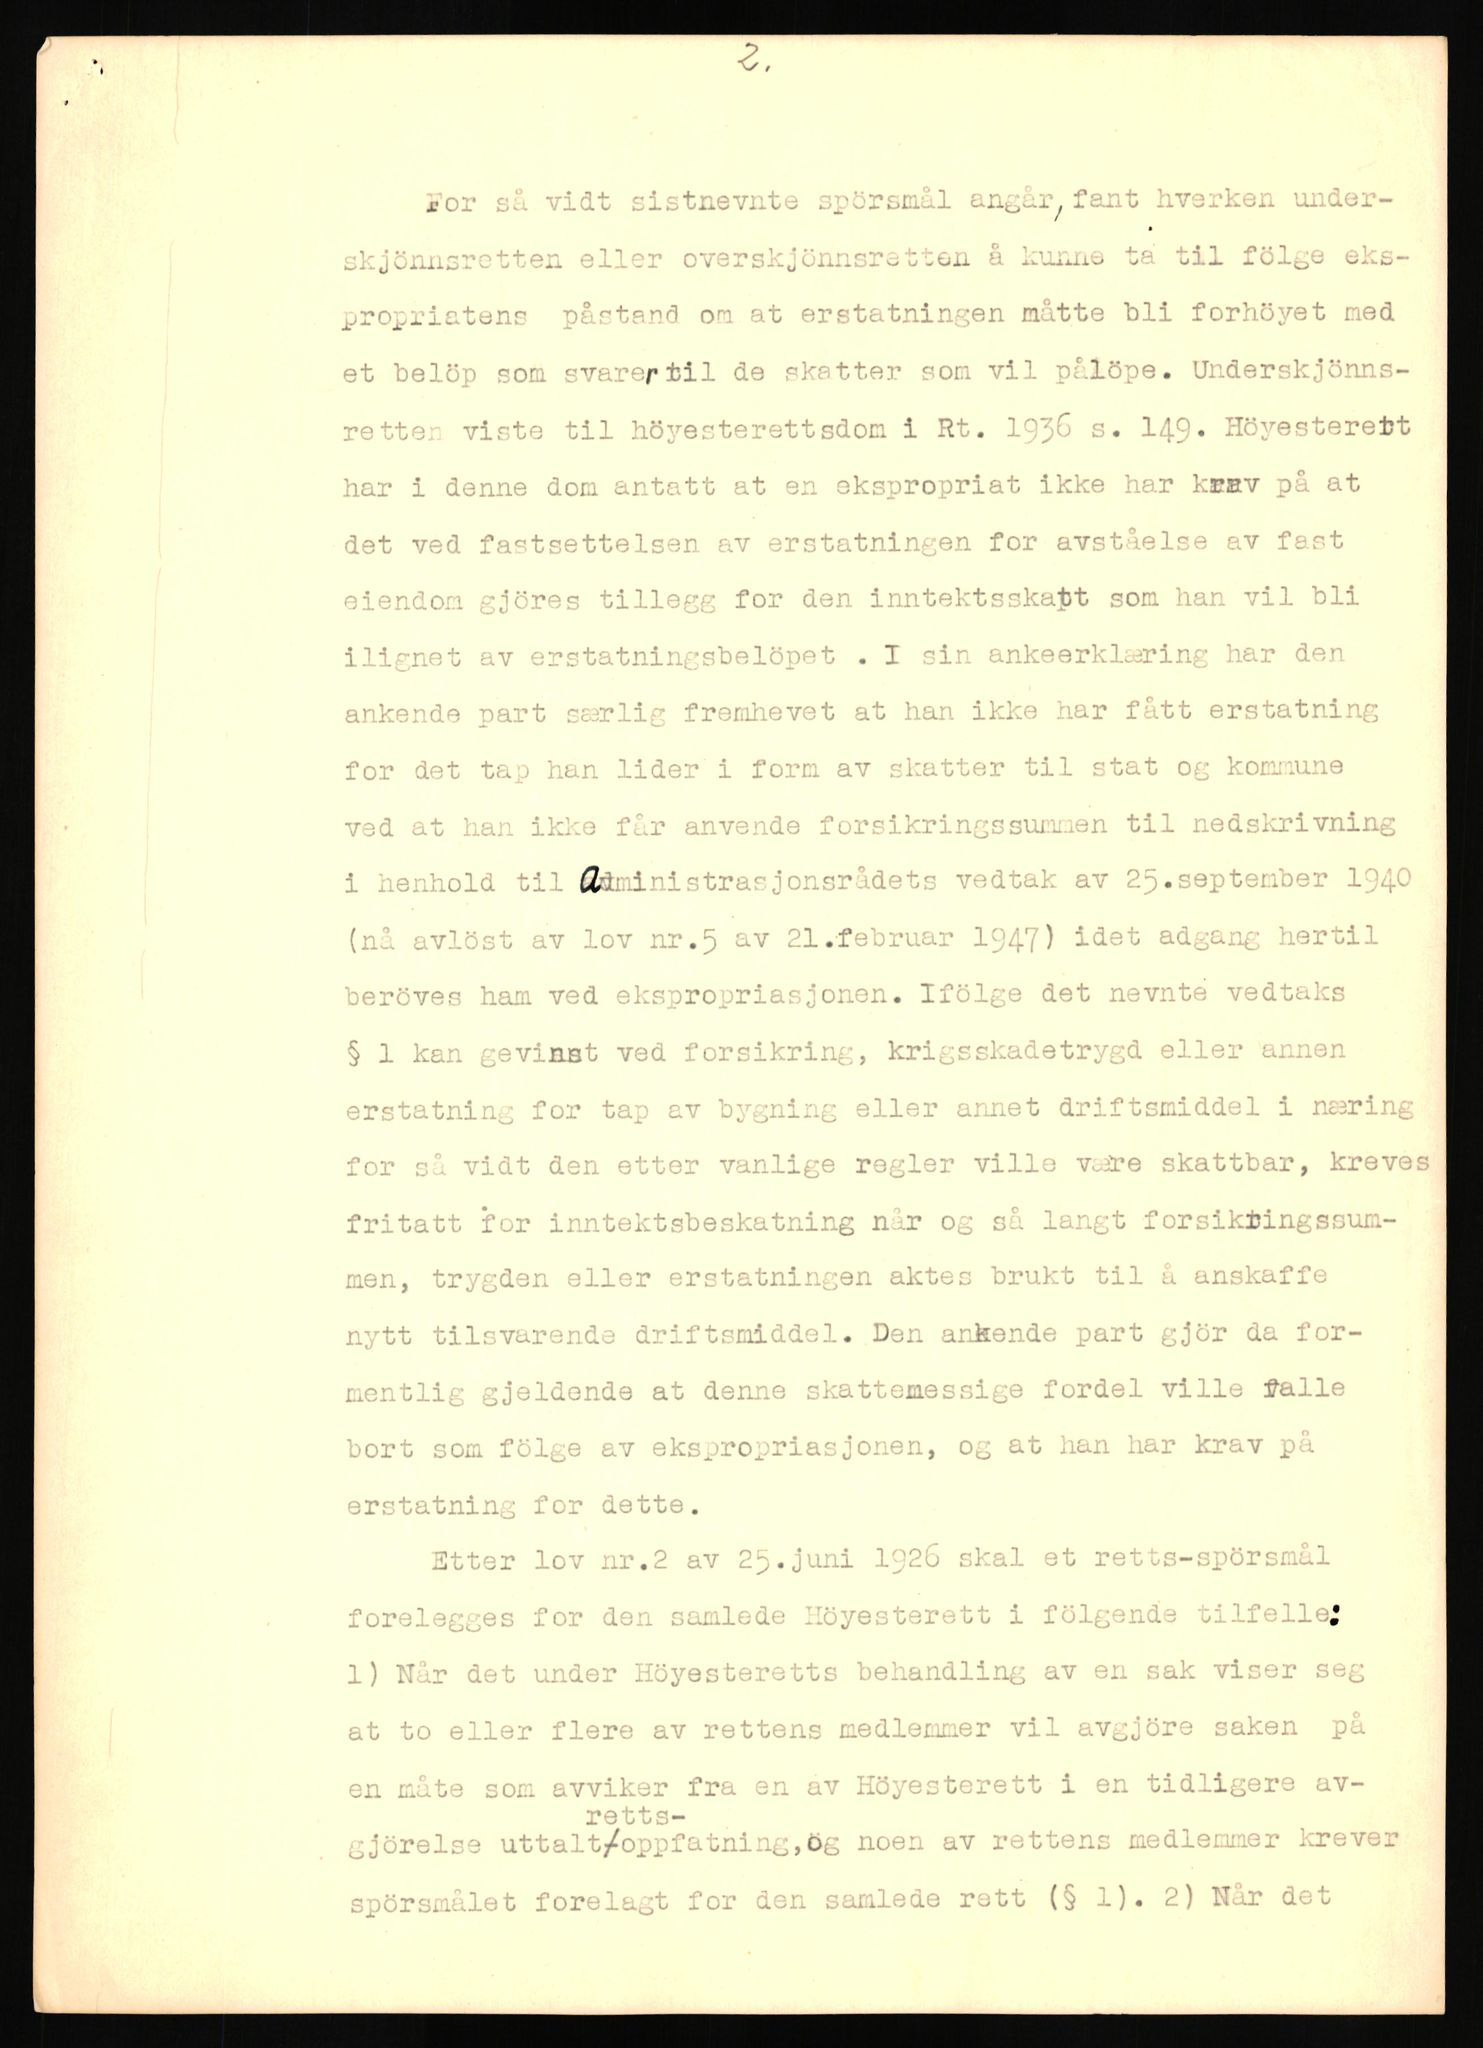 2.
For så vidt sistnevnte spörsmål angår, fant hverken under-
skjönnsretten eller overskjönnsretten å kunne ta til fölge eks-
propriatens påstand om at erstatningen måtte bli forhöyet med
et belöp som svarer til de skatter som vil pålöpe. Underskjönns-
retten viste til höyesterettsdom i Rt. 1936 s. 149. Höyesterett
har i denne dom antatt at en ekspropriat ikke har krav på at
det ved fastsettelsen av erstatningen for avståelse av fast
eiendom gjöres tillegg for den inntektsskatt som han vil bli
ilignet av erstatningsbelöpet . I sin ankeerklæring har den
ankende part særlig fremhevet at han ikke har fått erstatning
for det tap han lider i form av skatter til stat og kommune
ved at han ikke får anvende forsikringssummen til nedskrivning
i henhold til Administrasjonsrådets vedtak av 25.september 1940
(nå avlöst av lov nr.5 av 21.februar 1947) idet adgang hertil
beröves ham ved ekspropriasjonen. Ifölge det nevnte vedtaks
§ 1 kan gevinst ved forsikring, krigsskadetrygd eller annen
erstatning for tap av bygning eller annet driftsmiddel i næring
for så vidt den etter vanlige regler ville være skattbar, kreves
fritatt for inntektsbeskatning når og så langt forsikringssum-
men, trygden eller erstatningen aktes brukt til å anskaffe
nytt tilsvarende driftsmiddel. Den ankende part gjör da for-
mentlig gjeldende at denne skattemessige fordel ville falle
bort som fölge av ekspropriasjonen, og at han har krav på
erstatning for dette.
Etter lov nr.2 av 25.juni 1926 skal et retts-spörsmål
forelegges for den samlede Höyesterett i fölgende tilfelle:
1) Når det under Höyesteretts behandling av en sak viser seg
at to eller flere av rettens medlemmer vil avgjöre saken på
en måte som avviker fra en av Höyesterett i en tidligere av-
retts-
gjörelse uttalt/oppfatning, og noen av rettens medlemmer krever
spörsmålet forelagt for den samlede rett (§ 1). 2) Når det